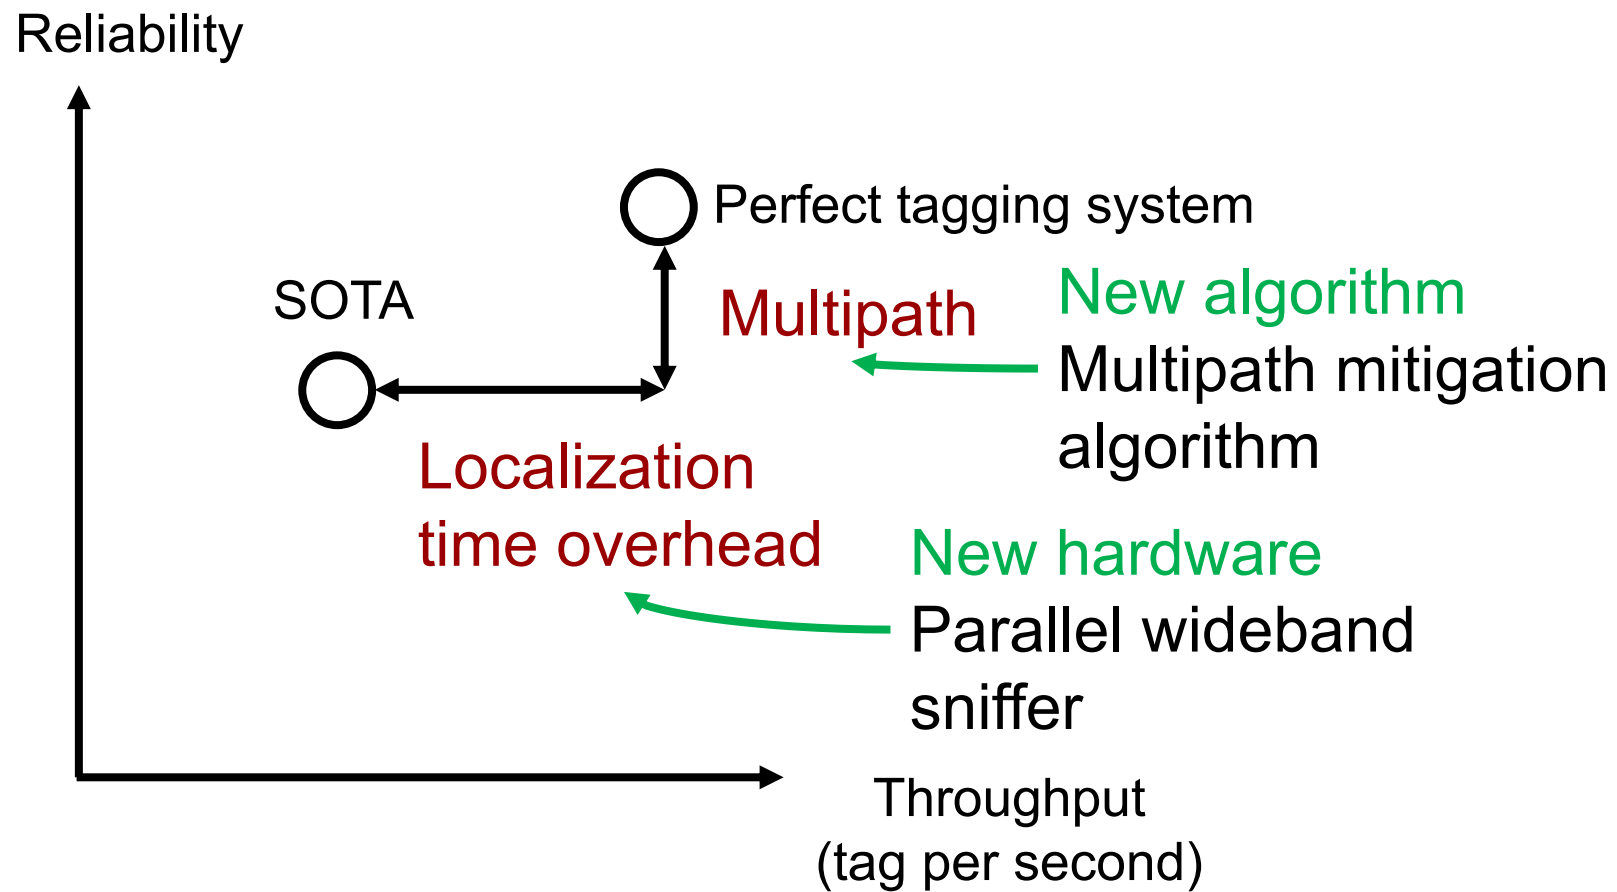 Reliability
Perfect tagging system
SOTA
Multipath
New algorithm
Multipath mitigation
algorithm
Localization
time overhead
New hardware
Parallel wideband
sniffer
Throughput
(tag per second)